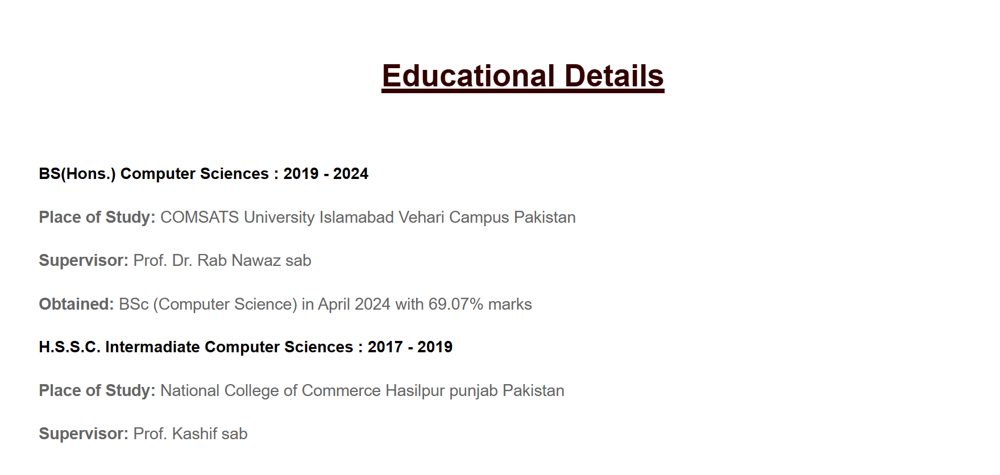 Educational Details
BS(Hons.) Computer Sciences : 2019 - 2024
Place of Study: COMSATS University Islamabad Vehari Campus Pakistan
Supervisor: Prof. Dr. Rab Nawaz sab
Obtained: BSc (Computer Science) in April 2024 with 69.07% marks
H.S.S.C. Intermadiate Computer Sciences : 2017 - 2019
Place of Study: National College of Commerce Hasilpur punjab Pakistan
Supervisor: Prof. Kashif sab